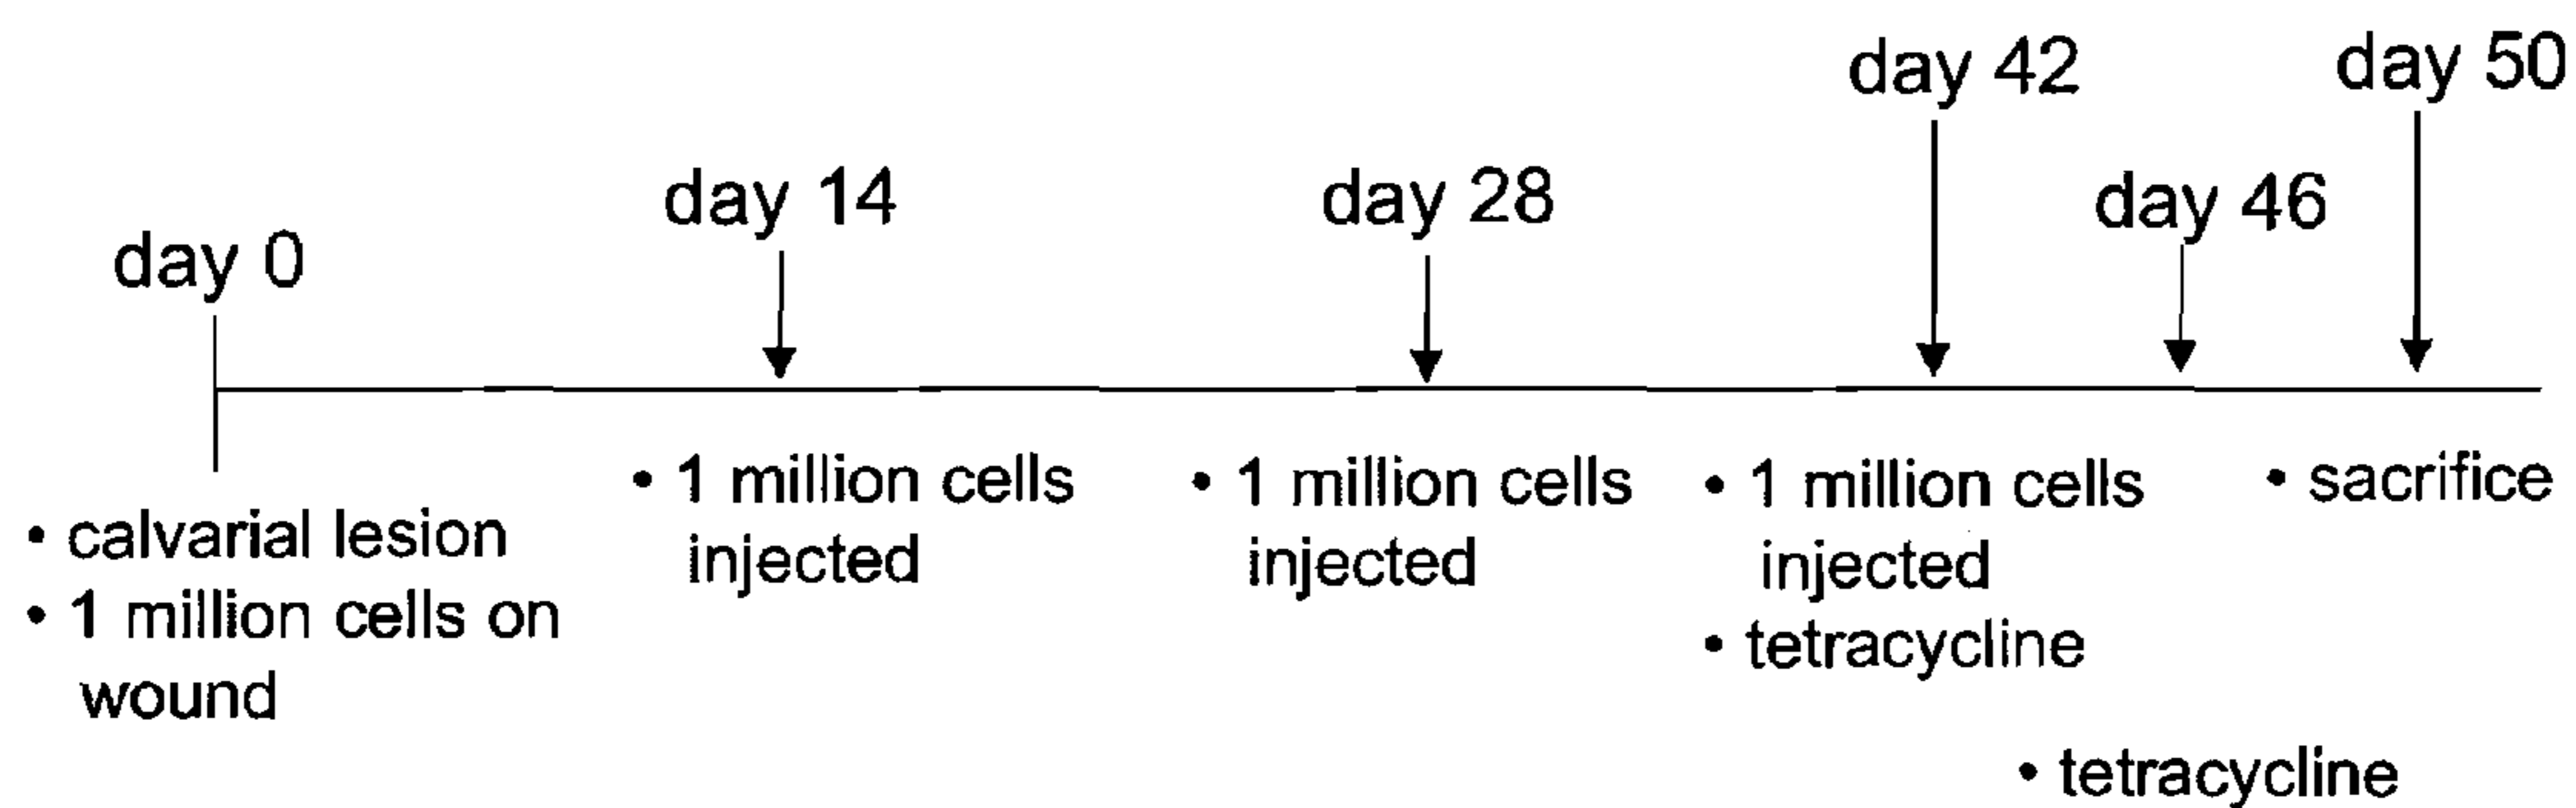 day 0
day 14
day 28
day 42
day 46
day 50
• calvarial lesion
• 1 million cells on
wound
• 1 million cells
injected
• 1 million cells
injected
• 1 million cells
injected
• tetracycline
• tetracycline
• sacrifice